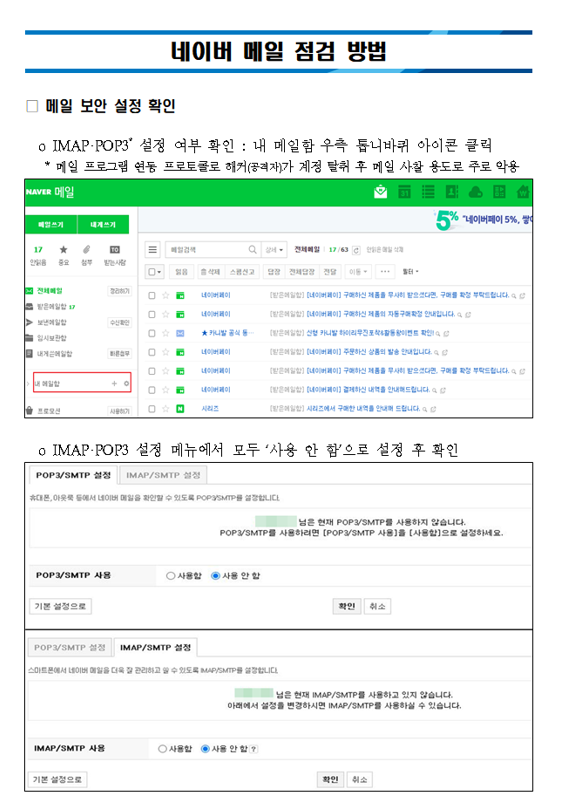 네이버 메일 점검 방법
□ 메일 보안 설정 확인
o IMAP·POP3* 설정 여부 확인 : 내 메일함 우측 톱니바퀴 아이콘 클릭
* 메일 프로그램 연동 프로토콜로 해커(공격자)가 계정 탈취 후 메일 사찰 용도로 주로 악용
NAVER 메일
5% "네이버페이 5%, 쌓
메일쓰기 내게쓰기
17 ★ TO
안읽음 중요 첨부 받는사람
메일검색 상세 전체메일 17/63 안읽은메일 삭제
읽음 삭제 스팸신고 답장 전체답장 전달 이동 ··· 필터
전체메일 정리하기
받은메일함 17
보낸메일함 수신확인
임시보관함
내게쓴메일함 빠른첨부
내 메일함 +
프로모션 사용하기
네이버페이 [받은메일함] [네이버페이] 구매하신 제품을 무사히 받으셨다면, 구매를 확정 부탁드립니다.
네이버페이 [받은메일함] [네이버페이] 구매하신 제품의 자동구매확정 안내입니다.
★ 카니발 공식 동··· [받은메일함] 신형 카니발 하이리무진포착&활동왕이벤트 확인!
네이버페이 [받은메일함] [네이버페이] 주문하신 상품의 발송 안내입니다.
네이버페이 [받은메일함] [네이버페이] 구매하신 제품을 무사히 받으셨다면, 구매를 확정 부탁드립니다.
네이버페이 [받은메일함] [네이버페이] 결제하신 내역을 안내해드립니다.
시리즈 [받은메일함] 시리즈에서 구매한 내역을 안내해 드립니다.
o IMAP·POP3 설정 메뉴에서 모두 '사용 안 함'으로 설정 후 확인
POP3/SMTP 설정 IMAP/SMTP 설정
휴대폰, 아웃룩 등에서 네이버 메일을 확인할 수 있도록 POP3/SMTP를 설정합니다.
님은 현재 POP3/SMTP를 사용하지 않습니다.
POP3/SMTP를 사용하려면 [POP3/SMTP 사용]을 [사용함]으로 설정하세요.
POP3/SMTP 사용 사용함 사용 안 함
기본 설정으로 확인 취소
POP3/SMTP 설정 IMAP/SMTP 설정
스마트폰에서 네이버 메일을 더욱 잘 관리하고 쓸 수 있도록 IMAP/SMTP를 설정합니다.
님은 현재 IMAP/SMTP를 사용하고 있지 않습니다.
아래에서 설정을 변경하시면 IMAP/SMTP를 사용하실 수 있습니다.
IMAP/SMTP 사용 사용함 사용 안 함 ?
기본 설정으로 확인 취소